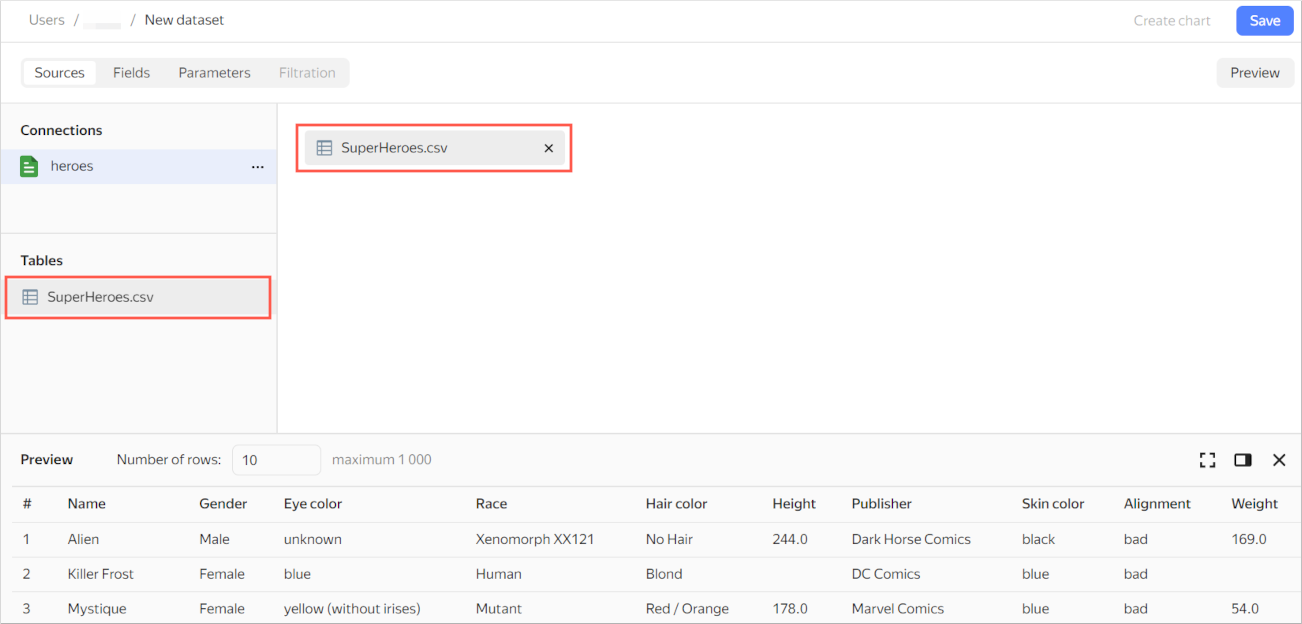 Users / / New dataset Create chart Save
Sources Fields Parameters Filtration Preview
Connections
heroes
SuperHeroes.csv
Tables
SuperHeroes.csv
Preview Number of rows: 10 maximum 1 000
# Name Gender Eye color Race Hair color Height Publisher Skin color Alignment Weight
1 Alien Male unknown Xenomorph XX121 No Hair 244.0 Dark Horse Comics black bad 169.0
2 Killer Frost Female blue Human Blond DC Comics blue bad
3 Mystique Female yellow (without irises) Mutant Red / Orange 178.0 Marvel Comics blue bad 54.0